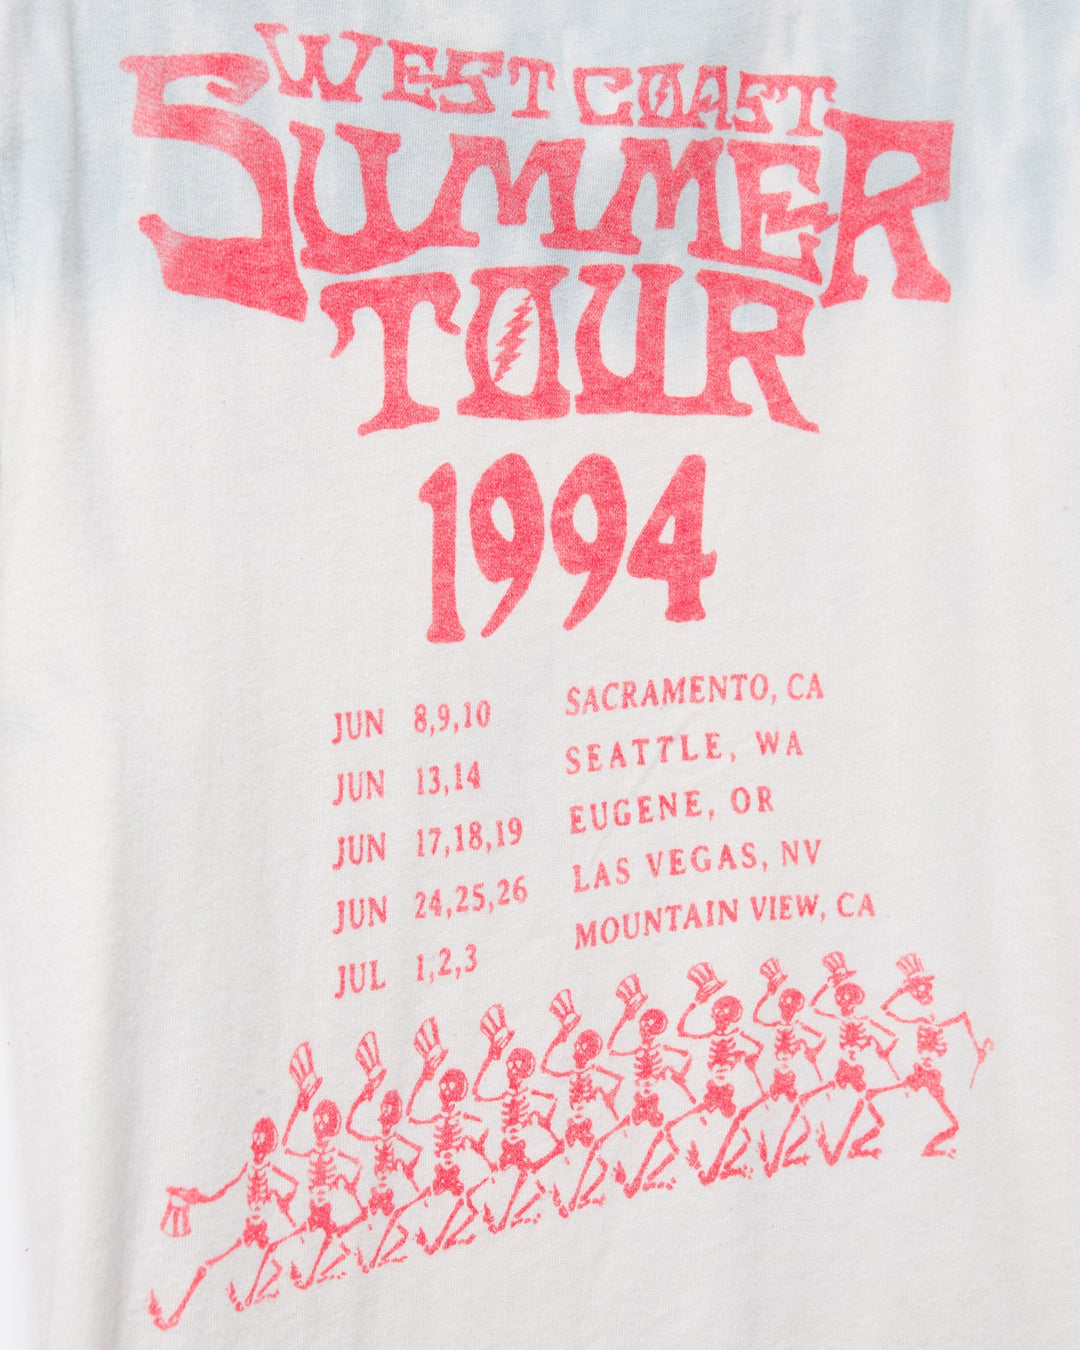 WEST COAST
SUMMER
TOUR
1994
JUN 8,9,10 SACRAMENTO, CA
JUN 13,14 SEATTLE, WA
JUN 17,18,19 EUGENE, OR
JUN 24,25,26 LAS VEGAS, NV
JUL 1,2,3 MOUNTAIN VIEW, CA